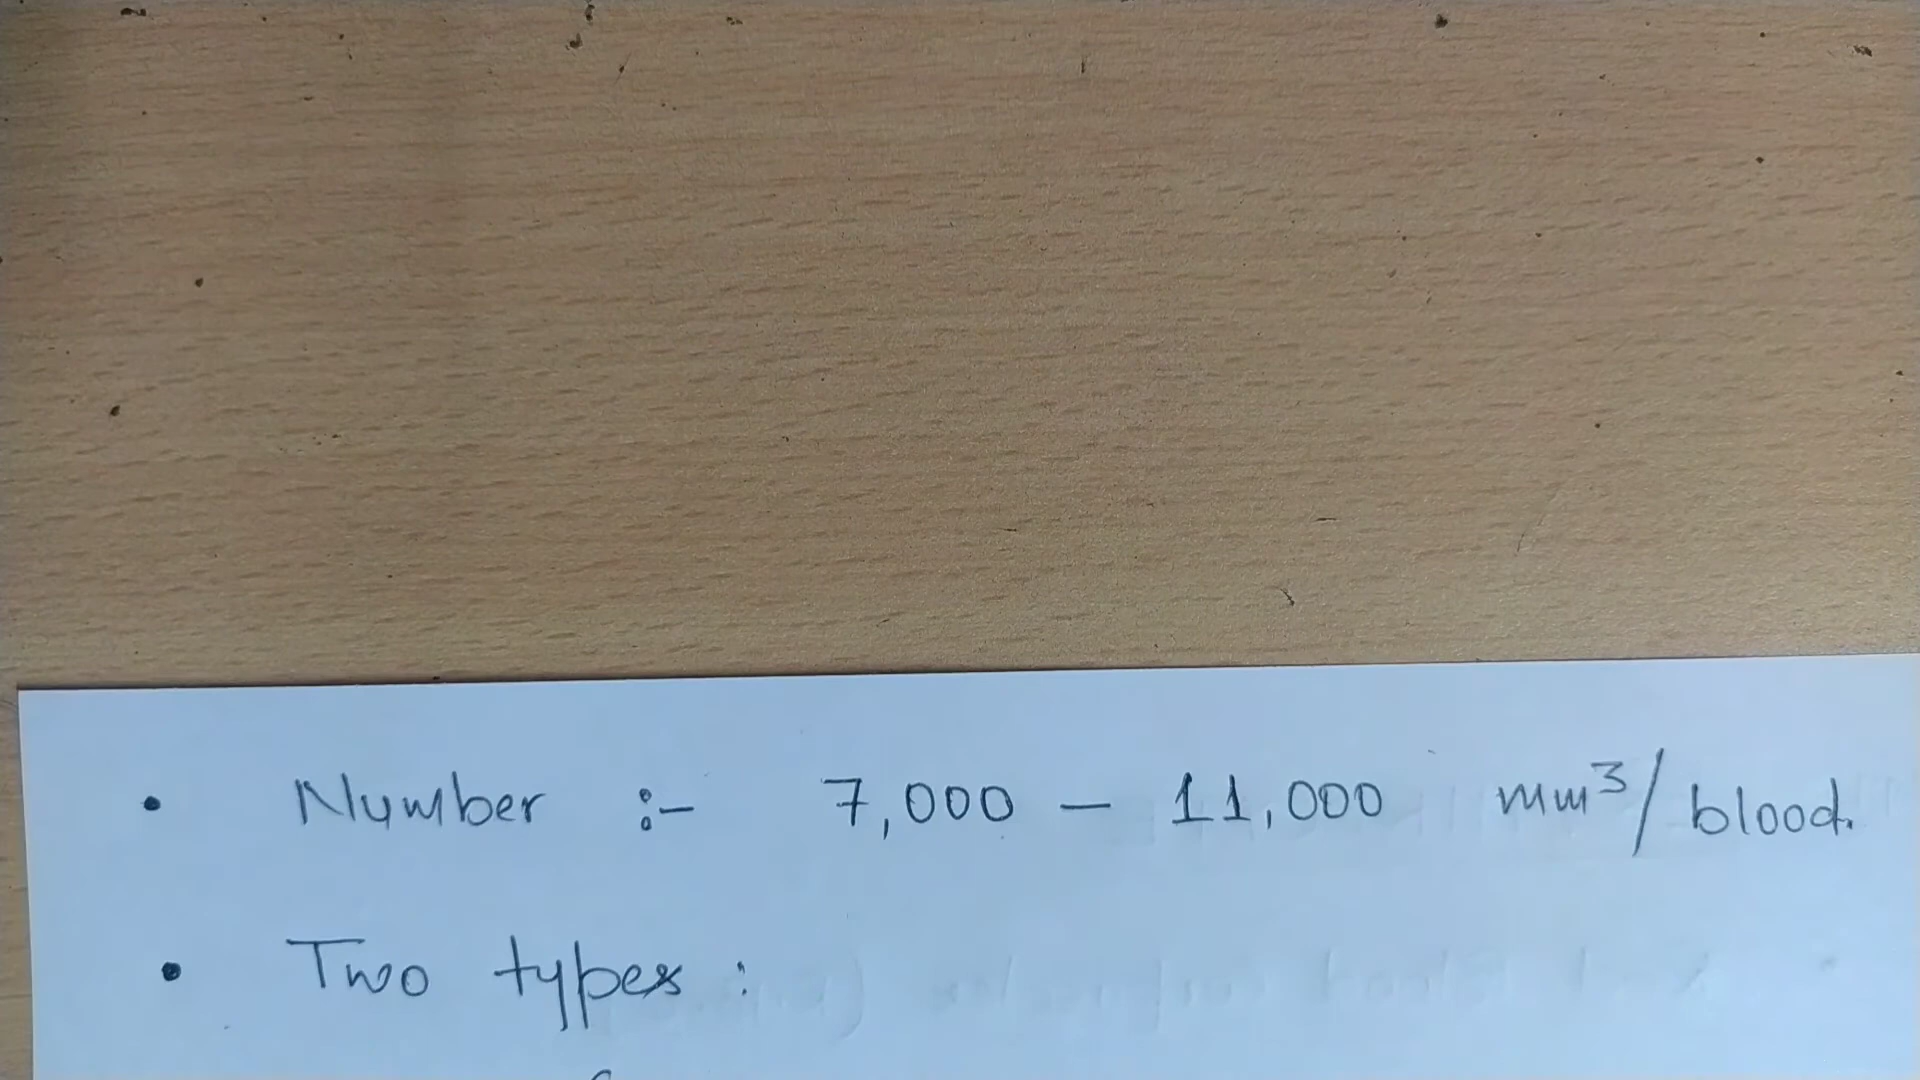 • Number :- 7,000 – 11,000 mm³/blood.
• Two types :